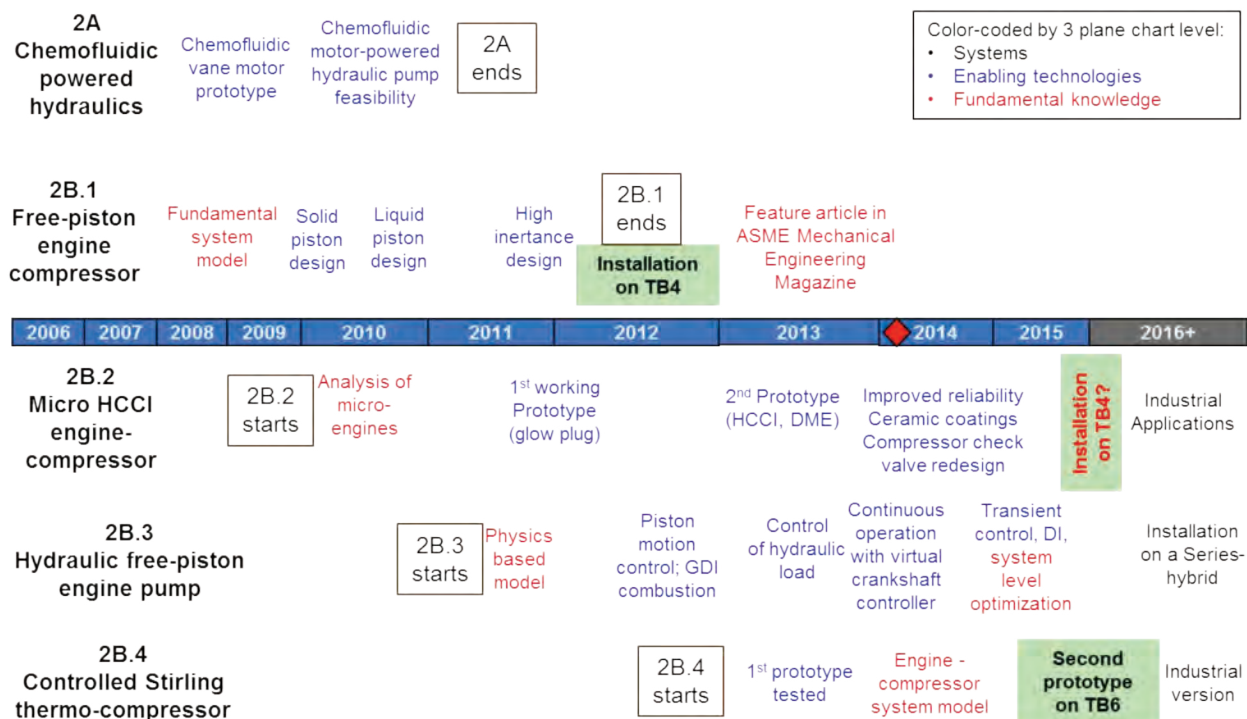 2A
Chemofluidic
powered
hydraulics
Chemofluidic
vane motor
prototype
Chemofluidic
motor-powered
hydraulic pump
feasibility
2A
ends
Color-coded by 3 plane chart level:
• Systems
• Enabling technologies
• Fundamental knowledge
2B.1
Free-piston
engine
compressor
Fundamental
system
model
Solid
piston
design
Liquid
piston
design
High
inertance
design
2B.1
ends
Installation
on TB4
Feature article in
ASME Mechanical
Engineering
Magazine
2006 2007 2008 2009 2010 2011 2012 2013 2014 2015 2016+
2B.2
Micro HCCI
engine-
compressor
2B.2
starts
Analysis of
micro-
engines
1st working
Prototype
(glow plug)
2nd Prototype
(HCCI, DME)
Improved reliability
Ceramic coatings
Compressor check
valve redesign
Installation
on TB4?
Industrial
Applications
2B.3
Hydraulic free-piston
engine pump
2B.3
starts
Physics
based
model
Piston
motion
control; GDI
combustion
Control
of hydraulic
load
Continuous
operation
with virtual
crankshaft
controller
Transient
control, DI,
system
level
optimization
Installation
on a Series-
hybrid
2B.4
Controlled Stirling
thermo-compressor
2B.4
starts
1st prototype
tested
Engine -
compressor
system model
Second
prototype
on TB6
Industrial
version